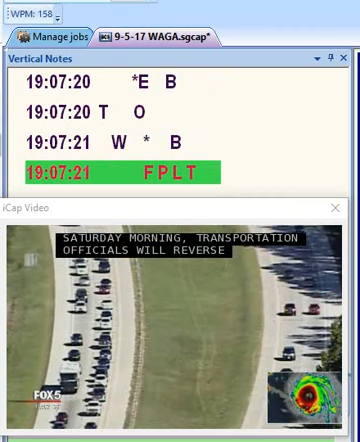 WPM: 158
Manage jobs
9-5-17 WAGA.sgcap*
Vertical Notes
19:07:20 *E B
19:07:20 T O
19:07:21 W * B
19:07:21 F P L T
iCap Video
SATURDAY MORNING, TRANSPORTATION
OFFICIALS WILL REVERSE
FOX 5